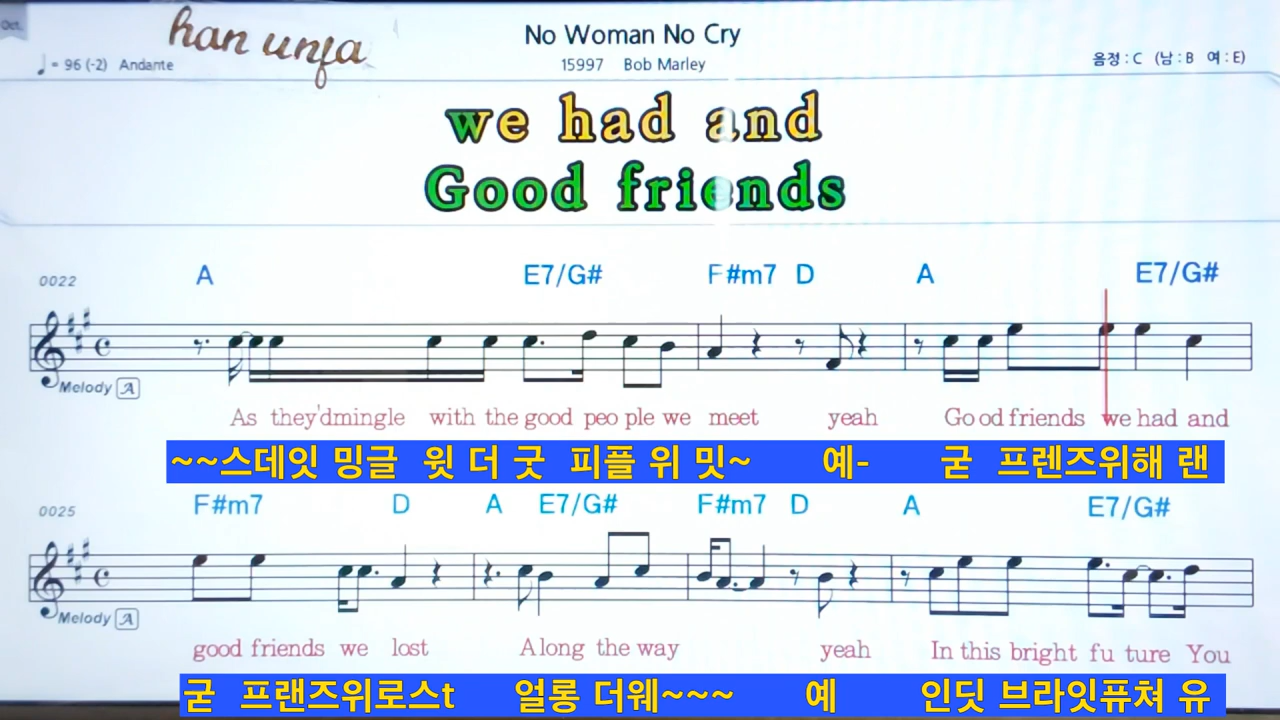 Oct.
han unfa
No Woman No Cry
♩ = 96 (-2) Andante
15997 Bob Marley
음정 : C (남 : B 여 : E)
we had and
Good friends
0022 A E7/G# F#m7 D A E7/G#
Melody A
As they'dmingle with the good peo ple we meet yeah Go od friends we had and
~~스데잇 밍글 윗 더 굿 피플 위 밋~ 예- 굳 프렌즈위해 랜
0025 F#m7 D A E7/G# F#m7 D A E7/G#
Melody A
good friends we lost Along the way yeah In this bright fu ture You
굳 프랜즈위로스t 얼롱 더웨~~~ 예 인딧 브라잇퓨쳐 유